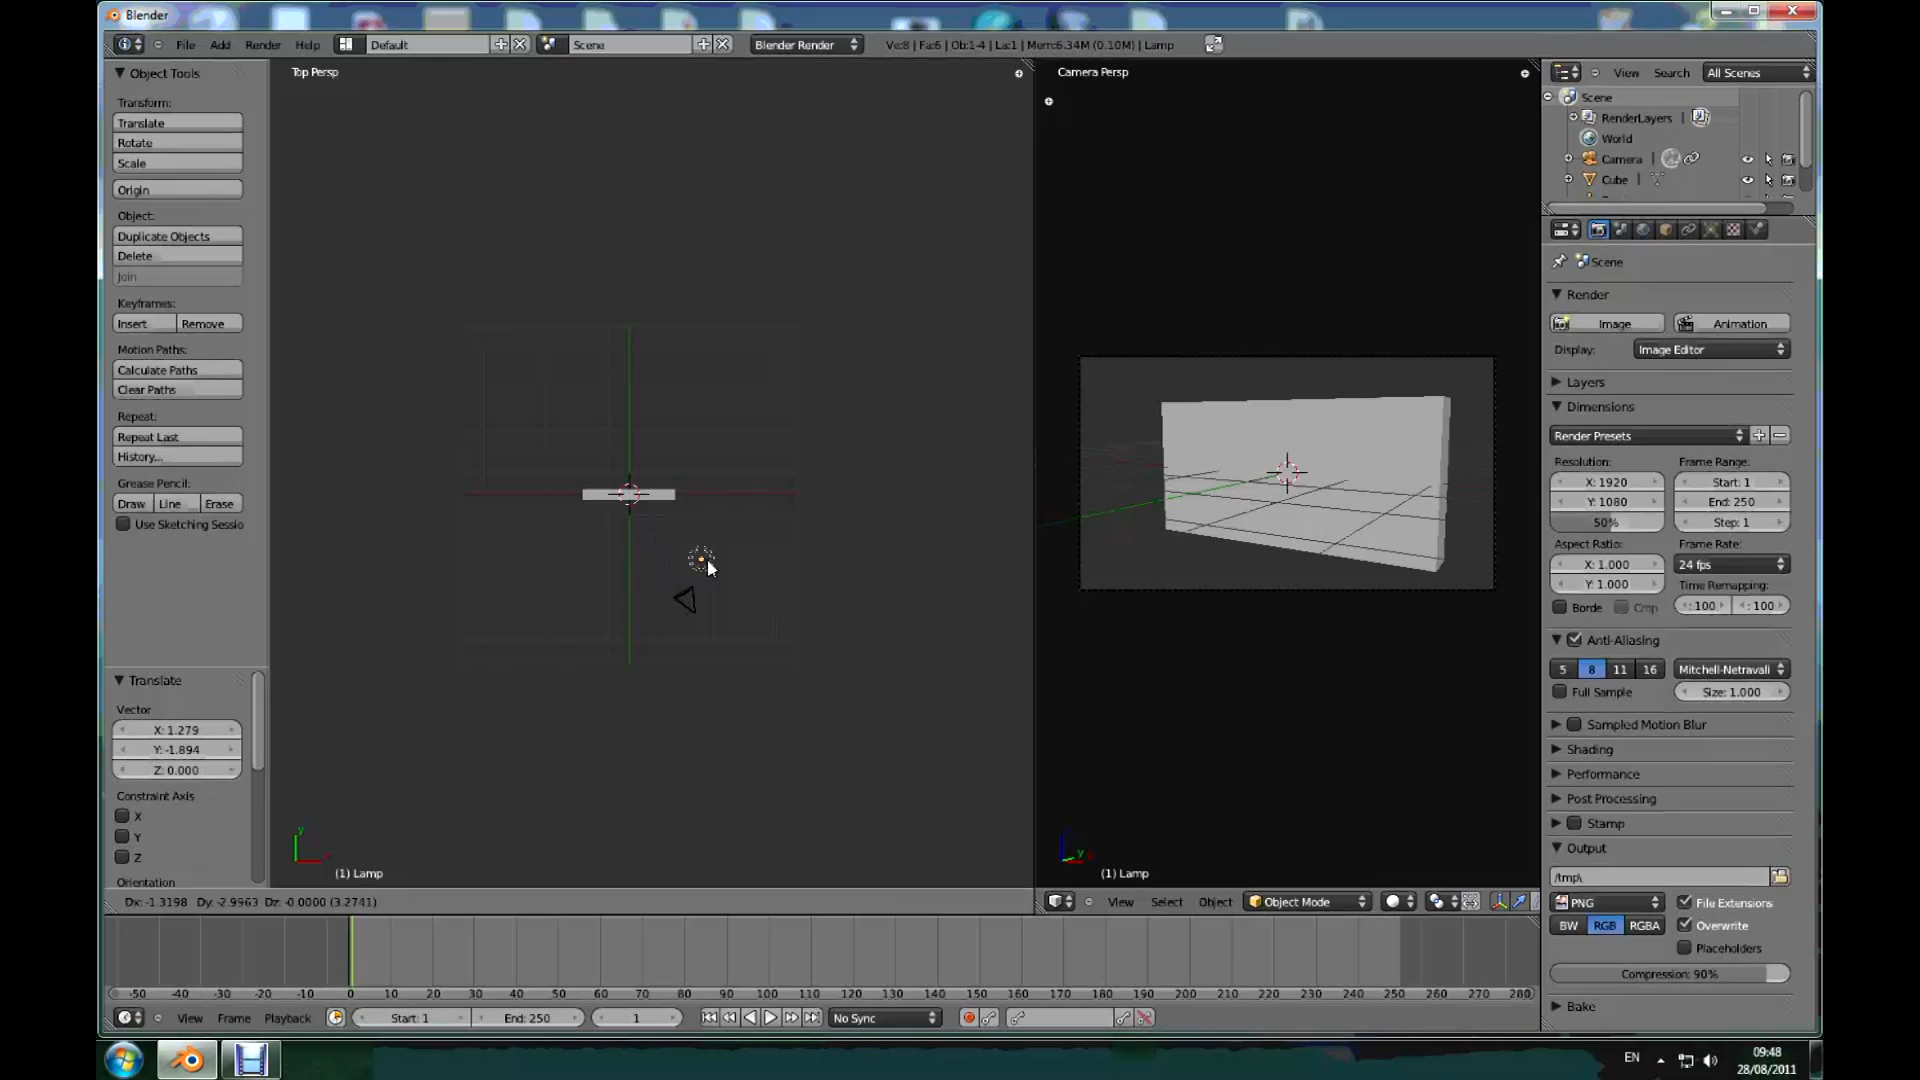 Blender
File Add Render Help Default Scene Blender Render Ve:8 | Fa:6 | Ob:1-4 | La:1 | Mem:6.34M (0.10M) | Lamp
Object Tools
Transform:
Translate
Rotate
Scale
Origin
Object:
Duplicate Objects
Delete
Join
Keyframes:
Insert Remove
Motion Paths:
Calculate Paths
Clear Paths
Repeat:
Repeat Last
History...
Grease Pencil:
Draw Line Erase
Use Sketching Sessio
Translate
Vector
X: 1.279
Y: -1.894
Z: 0.000
Constraint Axis
X
Y
Z
Orientation
Top Persp
y
(1) Lamp
Dx: -1.3198 Dy: -2.9963 Dz: -0.0000 (3.2741)
Camera Persp
y
(1) Lamp
View Select Object Object Mode
View Search All Scenes
Scene
RenderLayers |
World
Camera |
Cube |
Scene
Render
Image Animation
Display: Image Editor
Layers
Dimensions
Render Presets
Resolution: Frame Range:
X: 1920 Start: 1
Y: 1080 End: 250
50% Step: 1
Aspect Ratio: Frame Rate:
X: 1.000 24 fps
Y: 1.000 Time Remapping:
Borde Crop : 100 : 100
Anti-Aliasing
5 8 11 16 Mitchell-Netravali
Full Sample Size: 1.000
Sampled Motion Blur
Shading
Performance
Post Processing
Stamp
Output
/tmp\
PNG File Extensions
BW RGB RGBA Overwrite
Placeholders
Compression: 90%
Bake
-50 -40 -30 -20 -10 0 10 20 30 40 50 60 70 80 90 100 110 120 130 140 150 160 170 180 190 200 210 220 230 240 250 260 270 280
View Frame Playback Start: 1 End: 250 1 No Sync
EN 09:48
28/08/2011